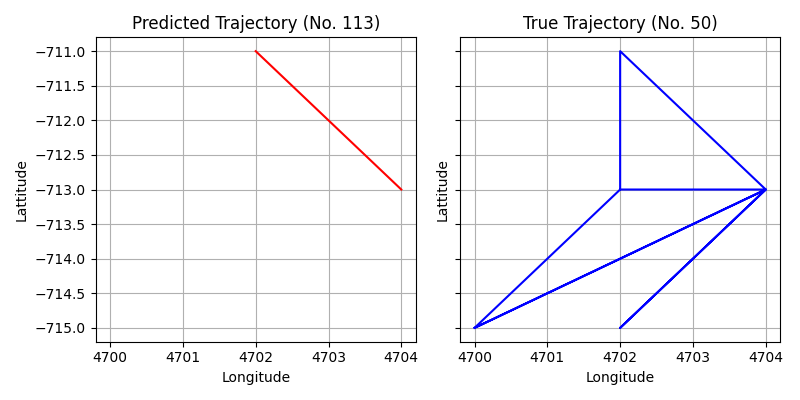 Predicted Trajectory (No. 113)
Lattitude
−711.0
−711.5
−712.0
−712.5
−713.0
−713.5
−714.0
−714.5
−715.0
4700 4701 4702 4703 4704
Longitude
True Trajectory (No. 50)
Lattitude
4700 4701 4702 4703 4704
Longitude